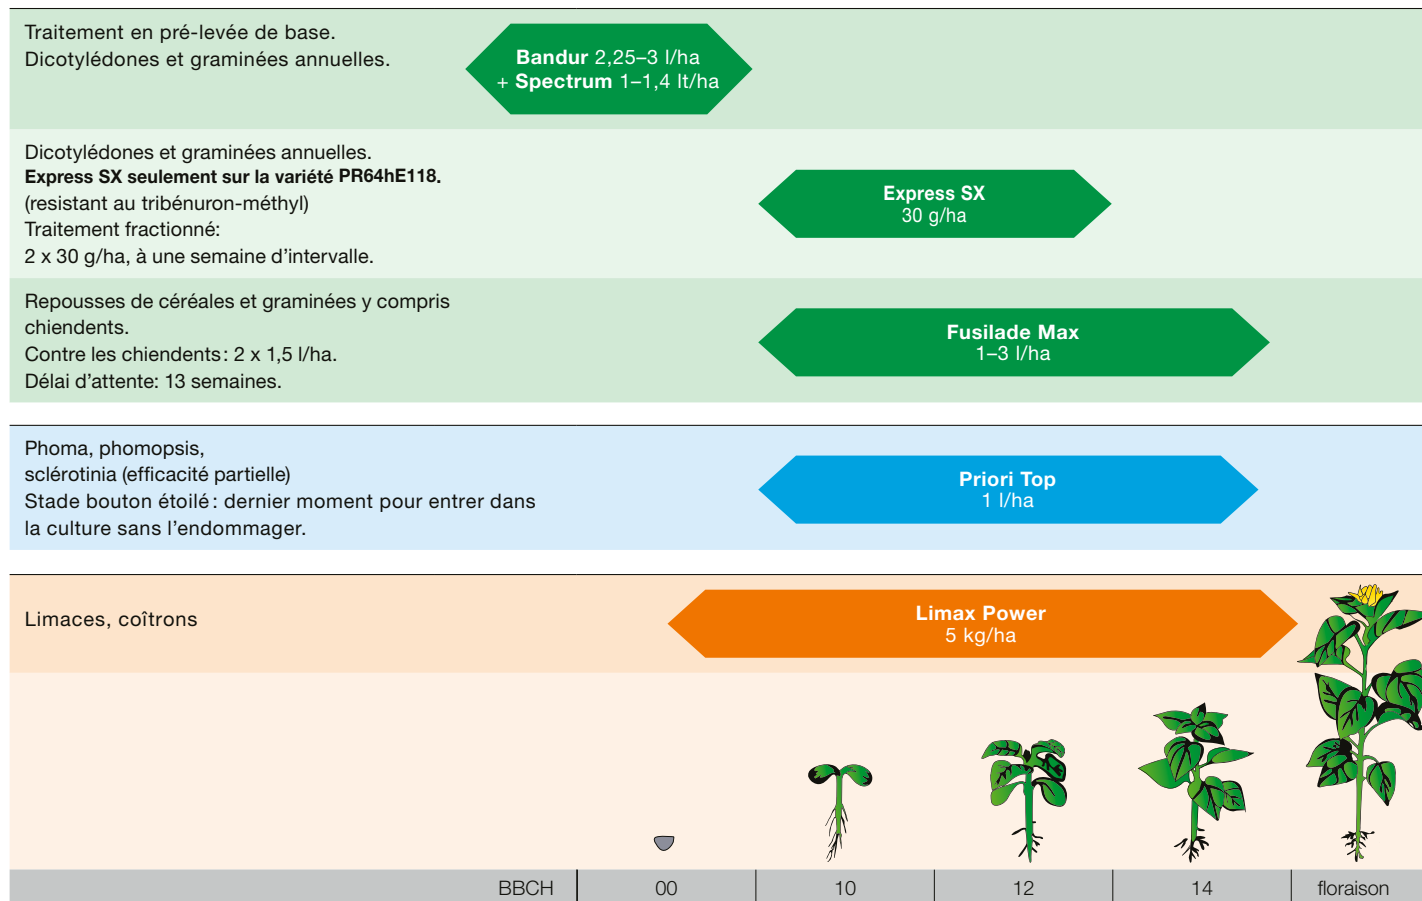 Traitement en pré-levée de base.
Dicotylédones et graminées annuelles.
Bandur 2,25–3 l/ha
+ Spectrum 1–1,4 lt/ha
Dicotylédones et graminées annuelles.
Express SX seulement sur la variété PR64hE118.
(resistant au tribénuron-méthyl)
Traitement fractionné:
2 x 30 g/ha, à une semaine d’intervalle.
Express SX
30 g/ha
Repousses de céréales et graminées y compris
chiendents.
Contre les chiendents: 2 x 1,5 l/ha.
Délai d'attente: 13 semaines.
Fusilade Max
1–3 l/ha
Phoma, phomopsis,
sclérotinia (efficacité partielle)
Stade bouton étoilé: dernier moment pour entrer dans
la culture sans l’endommager.
Priori Top
1 l/ha
Limaces, coîtrons
Limax Power
5 kg/ha
BBCH 00 10 12 14 floraison